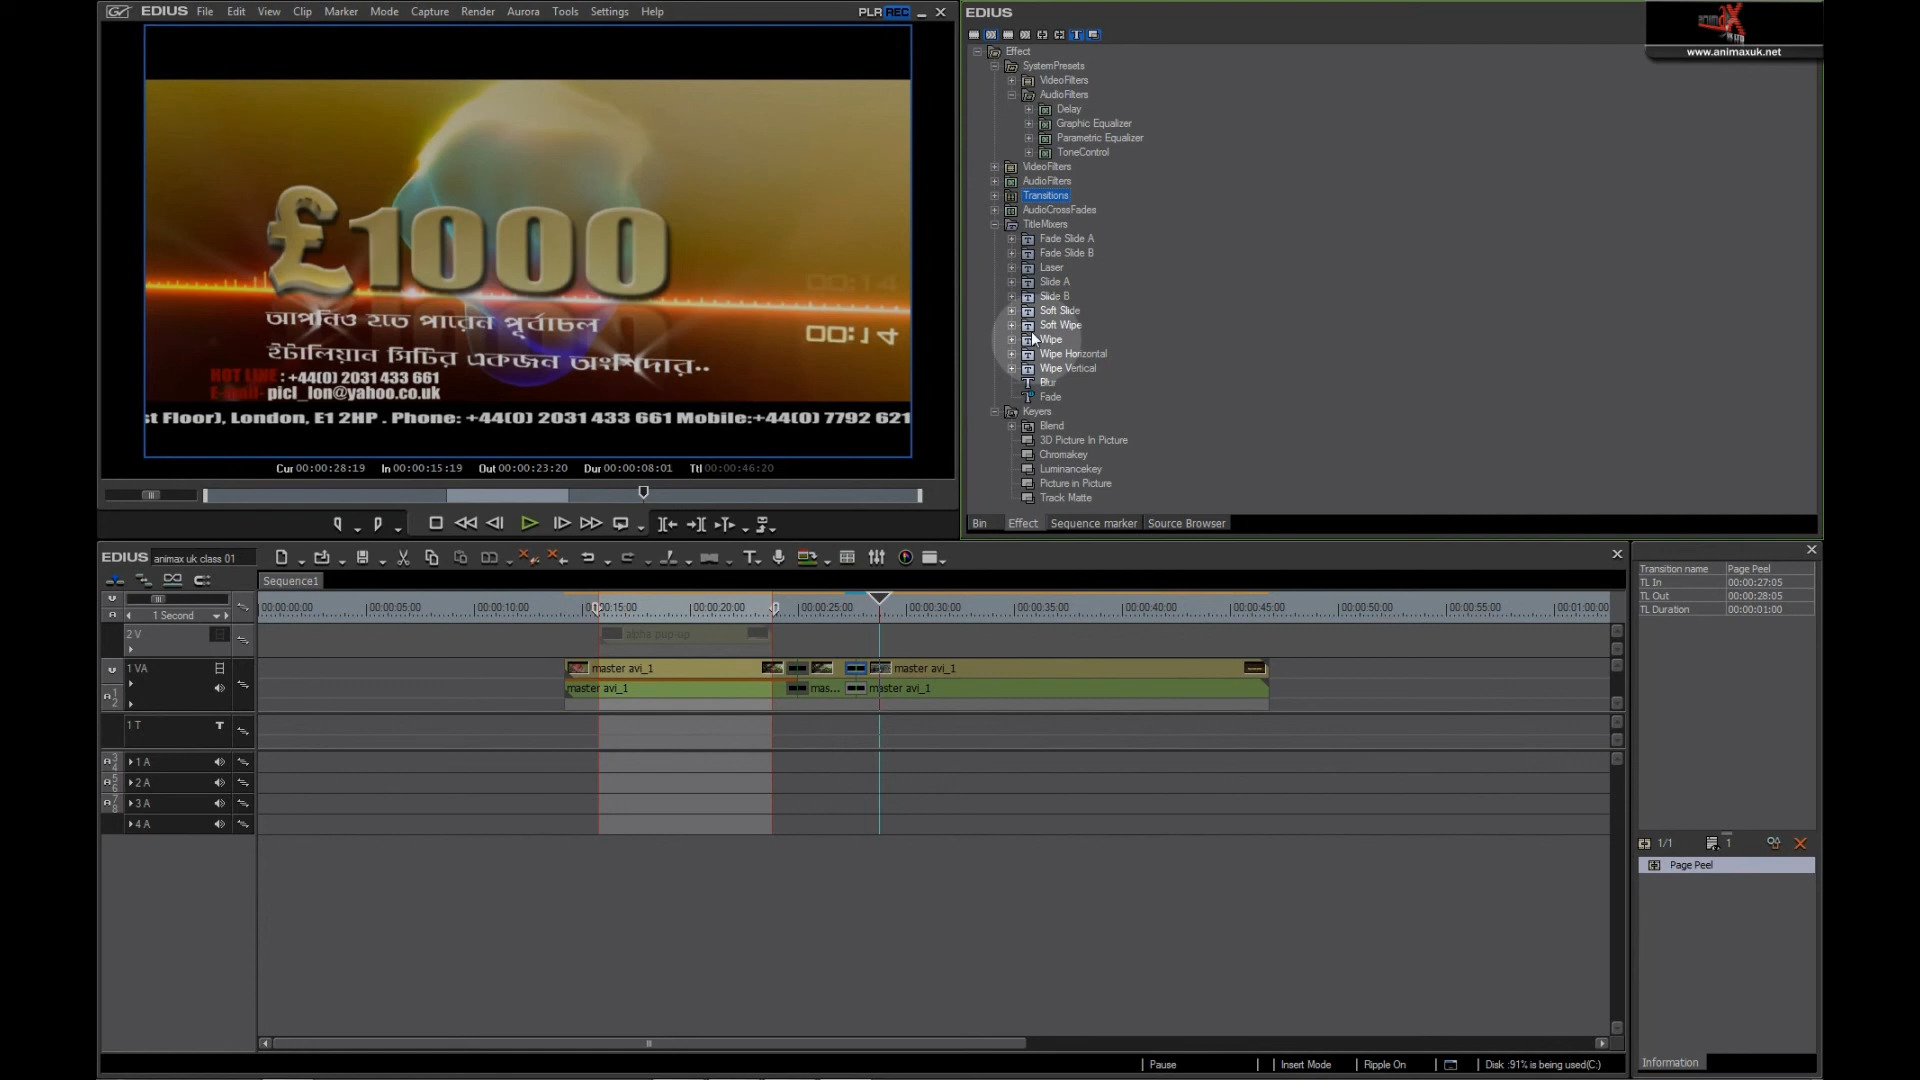 EDIUS File Edit View Clip Marker Mode Capture Render Aurora Tools Settings Help
PLR REC
£1000
আপনিও হতে পারেন পূর্বাচল
ইটালিয়ান সিটির একজন অংশিদার..
00:14
00:14
HOT LINE : +44(0) 2031 433 661
E-mail- picl_lon@yahoo.co.uk
st Floor), London, E1 2HP . Phone: +44(0) 2031 433 661 Mobile:+44(0) 7792 621
Cur 00:00:28:19 In 00:00:15:19 Out 00:00:23:20 Dur 00:00:08:01 Ttl 00:00:46:20
EDIUS
www.animaxuk.net
Effect
SystemPresets
VideoFilters
AudioFilters
Delay
Graphic Equalizer
Parametric Equalizer
ToneControl
VideoFilters
AudioFilters
Transitions
AudioCrossFades
TitleMixers
Fade Slide A
Fade Slide B
Laser
Slide A
Slide B
Soft Slide
Soft Wipe
Wipe
Wipe Horizontal
Wipe Vertical
Blur
Fade
Keyers
Blend
3D Picture In Picture
Chromakey
Luminancekey
Picture in Picture
Track Matte
Bin Effect Sequence marker Source Browser
EDIUS animax uk class 01
Sequence1
1 Second
00:00:00:00 00:00:05:00 00:00:10:00 00:00:15:00 00:00:20:00 00:00:25:00 00:00:30:00 00:00:35:00 00:00:40:00 00:00:45:00 00:00:50:00 00:00:55:00 00:01:00:00
2 V
alpha pup-up
1 VA
master avi_1 master avi_1
master avi_1 mas... master avi_1
1 T T
1 A
2 A
3 A
4 A
Transition name Page Peel
TL In 00:00:27:05
TL Out 00:00:28:05
TL Duration 00:00:01:00
1/1 1
Page Peel
Information
Pause Insert Mode Ripple On Disk :91% is being used(C:)